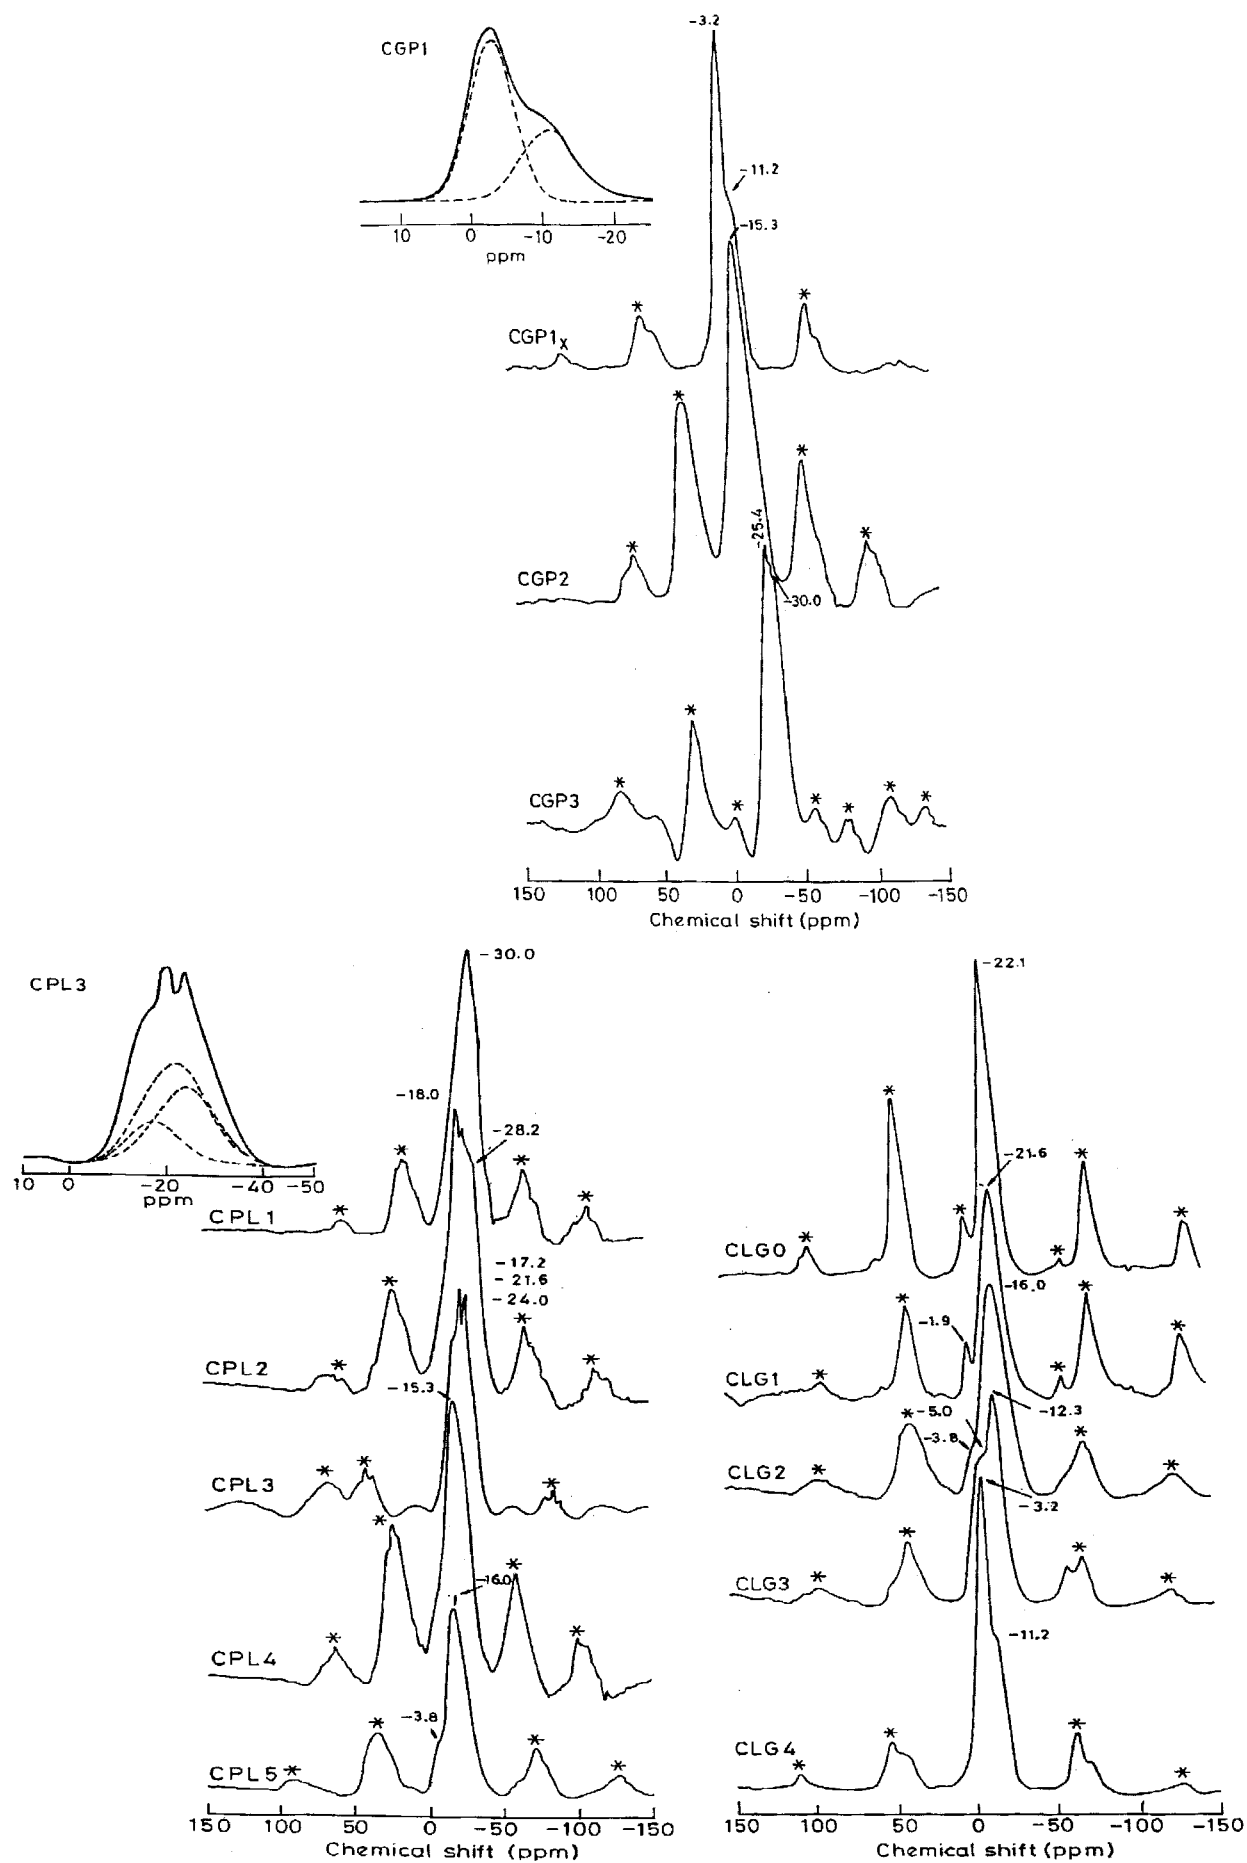 CGP1
10 0 -10 -20
ppm
-3.2
-11.2
-15.3
CGP1x
* * *
CGP2
* * * *
-25.4
-30.0
CGP3
* * * * * * *
150 100 50 0 -50 -100 -150
Chemical shift (ppm)
CPL3
10 0 -20 -40 -50
ppm
-30.0
-18.0
-28.2
CPL1
* * * *
-17.2
-21.6
-24.0
CPL2
* * * *
-15.3
CPL3
* * *
-16.0
CPL4
* * * *
-3.8
CPL5
* * * *
150 100 50 0 -50 -100 -150
Chemical shift (ppm)
-22.1
CLG0
* * * * * *
-21.6
-1.9
CLG1
* * * * *
-16.0
-3.8
CLG2
* * * *
-5.0
-12.3
CLG3
* * * *
-3.2
-11.2
CLG4
* * * *
150 100 50 0 -50 -100 -150
Chemical shift (ppm)